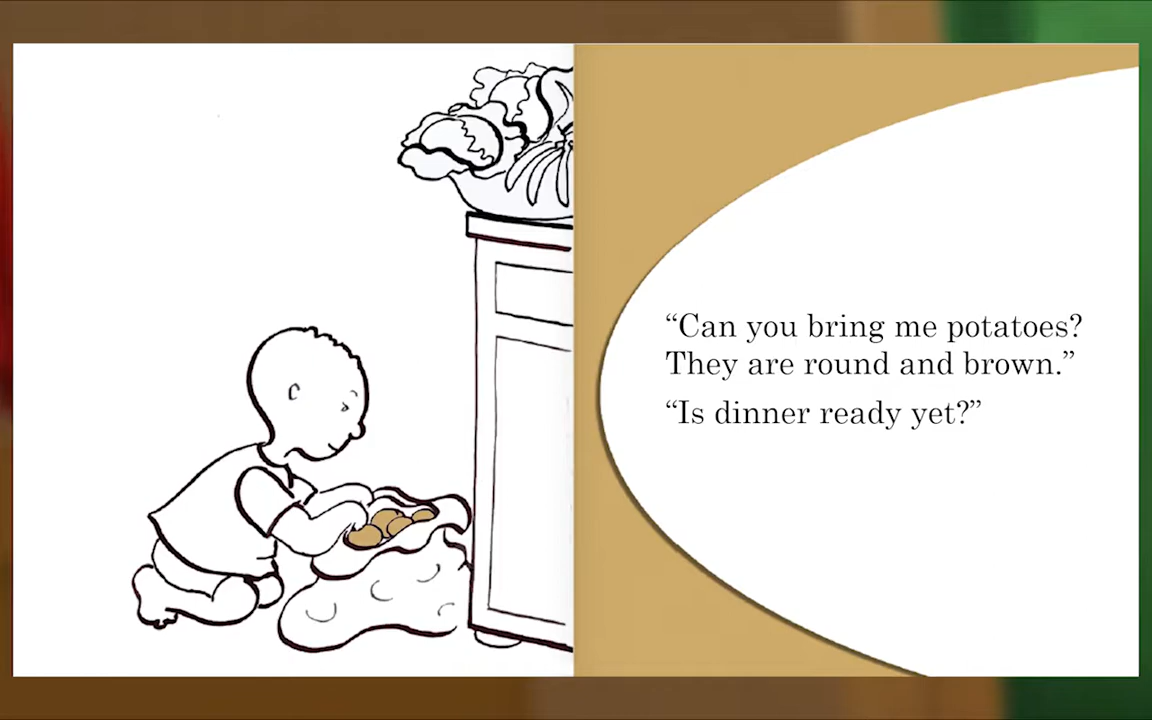 “Can you bring me potatoes?
They are round and brown.”
“Is dinner ready yet?”